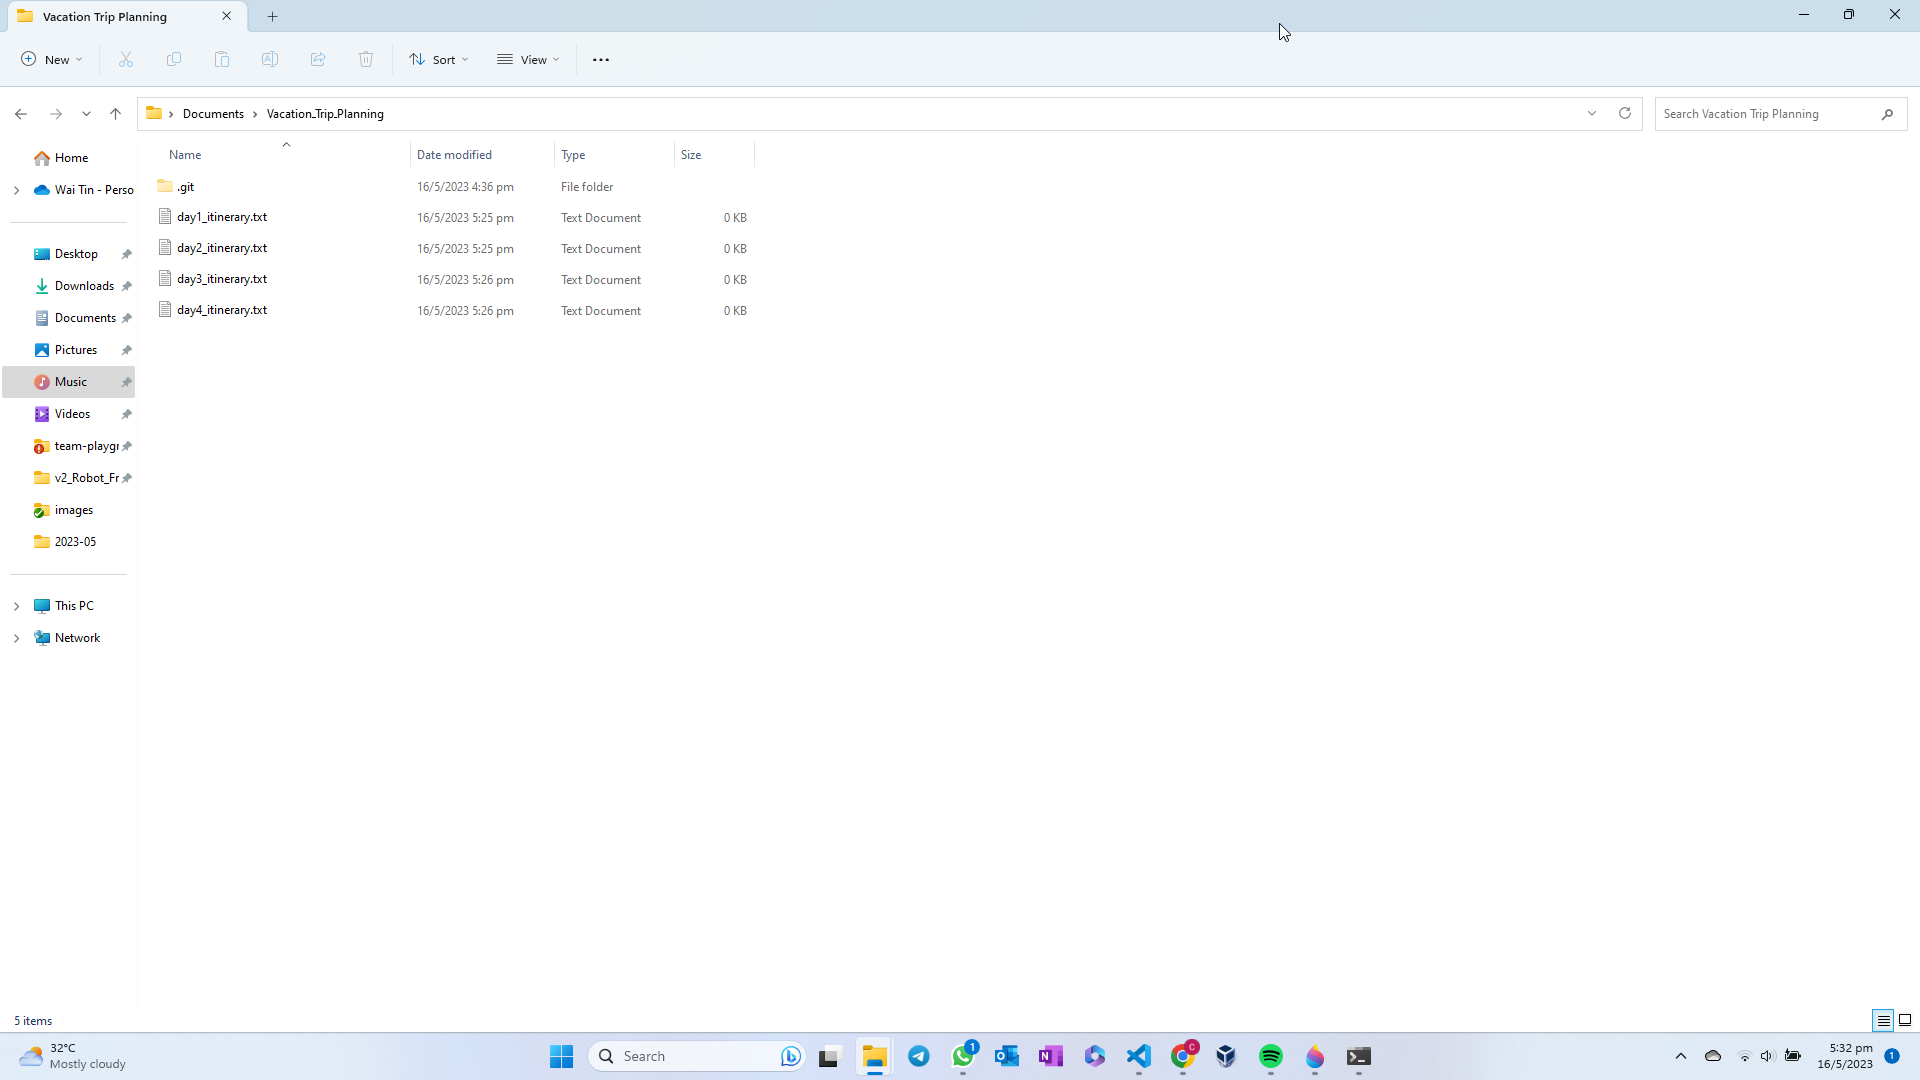 Vacation Trip Planning
New
Sort
View
Documents
Vacation_Trip_Planning
Search Vacation Trip Planning
Name Date modified Type Size
.git 16/5/2023 4:36 pm File folder
day1_itinerary.txt 16/5/2023 5:25 pm Text Document 0 KB
day2_itinerary.txt 16/5/2023 5:25 pm Text Document 0 KB
day3_itinerary.txt 16/5/2023 5:26 pm Text Document 0 KB
day4_itinerary.txt 16/5/2023 5:26 pm Text Document 0 KB
Home
Wai Tin - Perso
Desktop
Downloads
Documents
Pictures
Music
Videos
team-playgr
v2_Robot_Fr
images
2023-05
This PC
Network
5 items
32°C
Mostly cloudy
Search
1
C
5:32 pm
16/5/2023
1